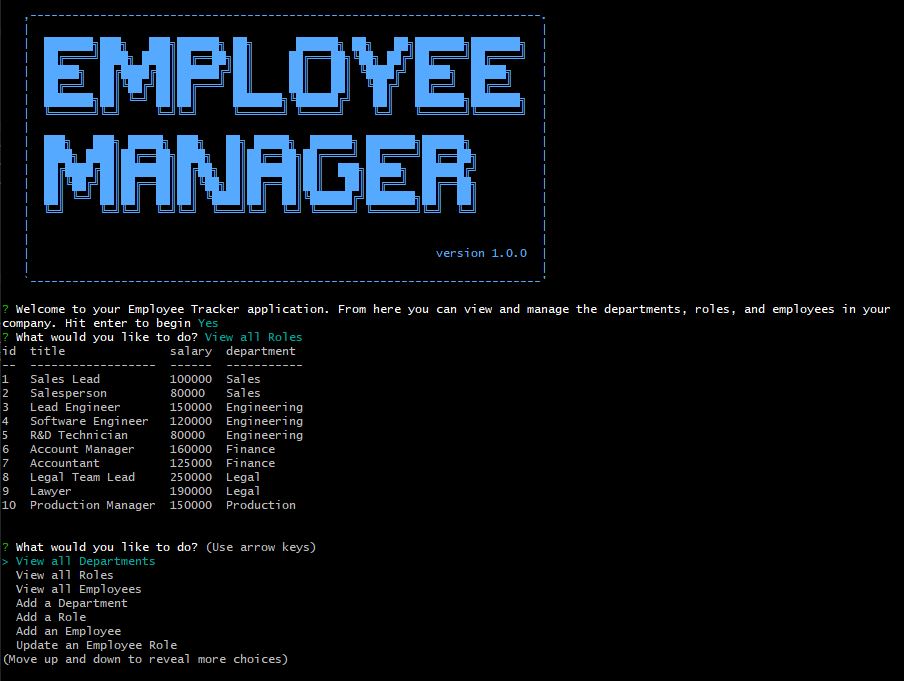 EMPLOYEE
MANAGER
version 1.0.0
? Welcome to your Employee Tracker application. From here you can view and manage the departments, roles, and employees in your
company. Hit enter to begin Yes
? What would you like to do? View all Roles
id  title               salary  department
--  ------------------  ------  -----------
1   Sales Lead          100000  Sales
2   Salesperson         80000   Sales
3   Lead Engineer       150000  Engineering
4   Software Engineer   120000  Engineering
5   R&D Technician      80000   Engineering
6   Account Manager     160000  Finance
7   Accountant          125000  Finance
8   Legal Team Lead     250000  Legal
9   Lawyer              190000  Legal
10  Production Manager  150000  Production
? What would you like to do? (Use arrow keys)
> View all Departments
  View all Roles
  View all Employees
  Add a Department
  Add a Role
  Add an Employee
  Update an Employee Role
(Move up and down to reveal more choices)